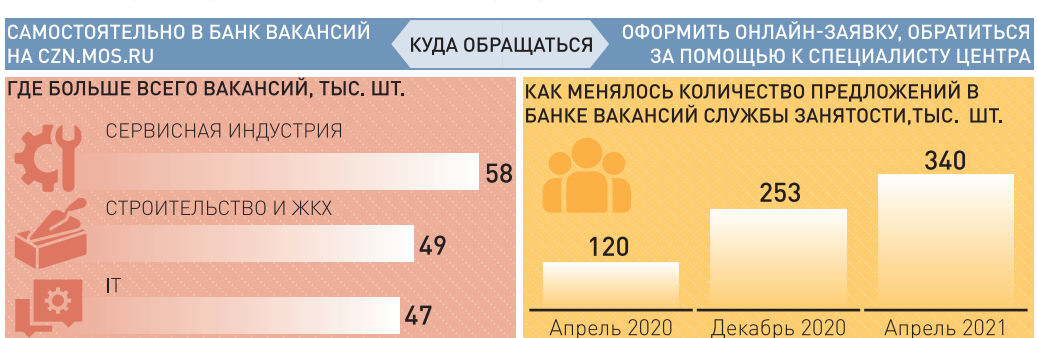 САМОСТОЯТЕЛЬНО В БАНК ВАКАНСИЙ
НА CZN.MOS.RU
КУДА ОБРАЩАТЬСЯ
ОФОРМИТЬ ОНЛАЙН-ЗАЯВКУ, ОБРАТИТЬСЯ
ЗА ПОМОЩЬЮ К СПЕЦИАЛИСТУ ЦЕНТРА
ГДЕ БОЛЬШЕ ВСЕГО ВАКАНСИЙ, ТЫС. ШТ.
СЕРВИСНАЯ ИНДУСТРИЯ
58
СТРОИТЕЛЬСТВО И ЖКХ
49
IT
47
КАК МЕНЯЛОСЬ КОЛИЧЕСТВО ПРЕДЛОЖЕНИЙ В
БАНКЕ ВАКАНСИЙ СЛУЖБЫ ЗАНЯТОСТИ,ТЫС. ШТ.
120
253
340
Апрель 2020
Декабрь 2020
Апрель 2021